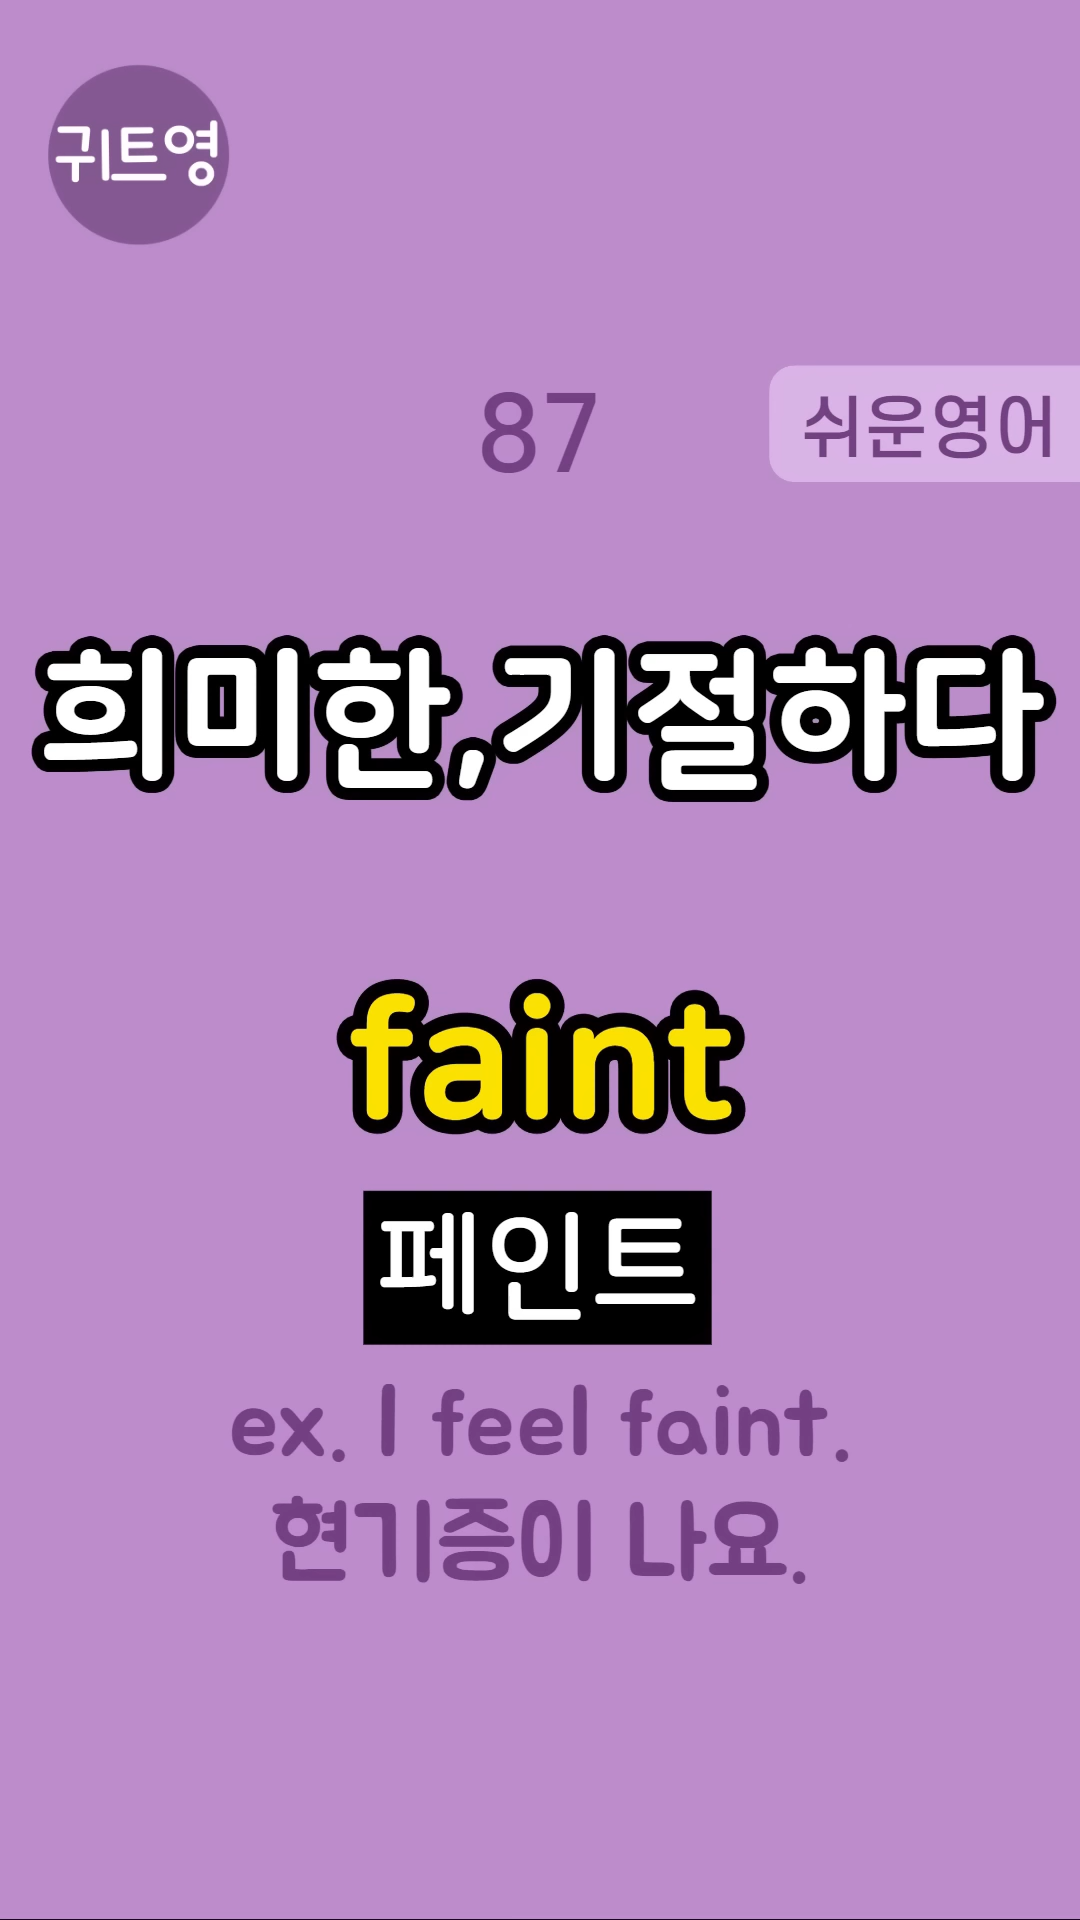 귀트영
87
쉬운영어
희미한,기절하다
faint
페인트
ex. I feel faint.
현기증이 나요.